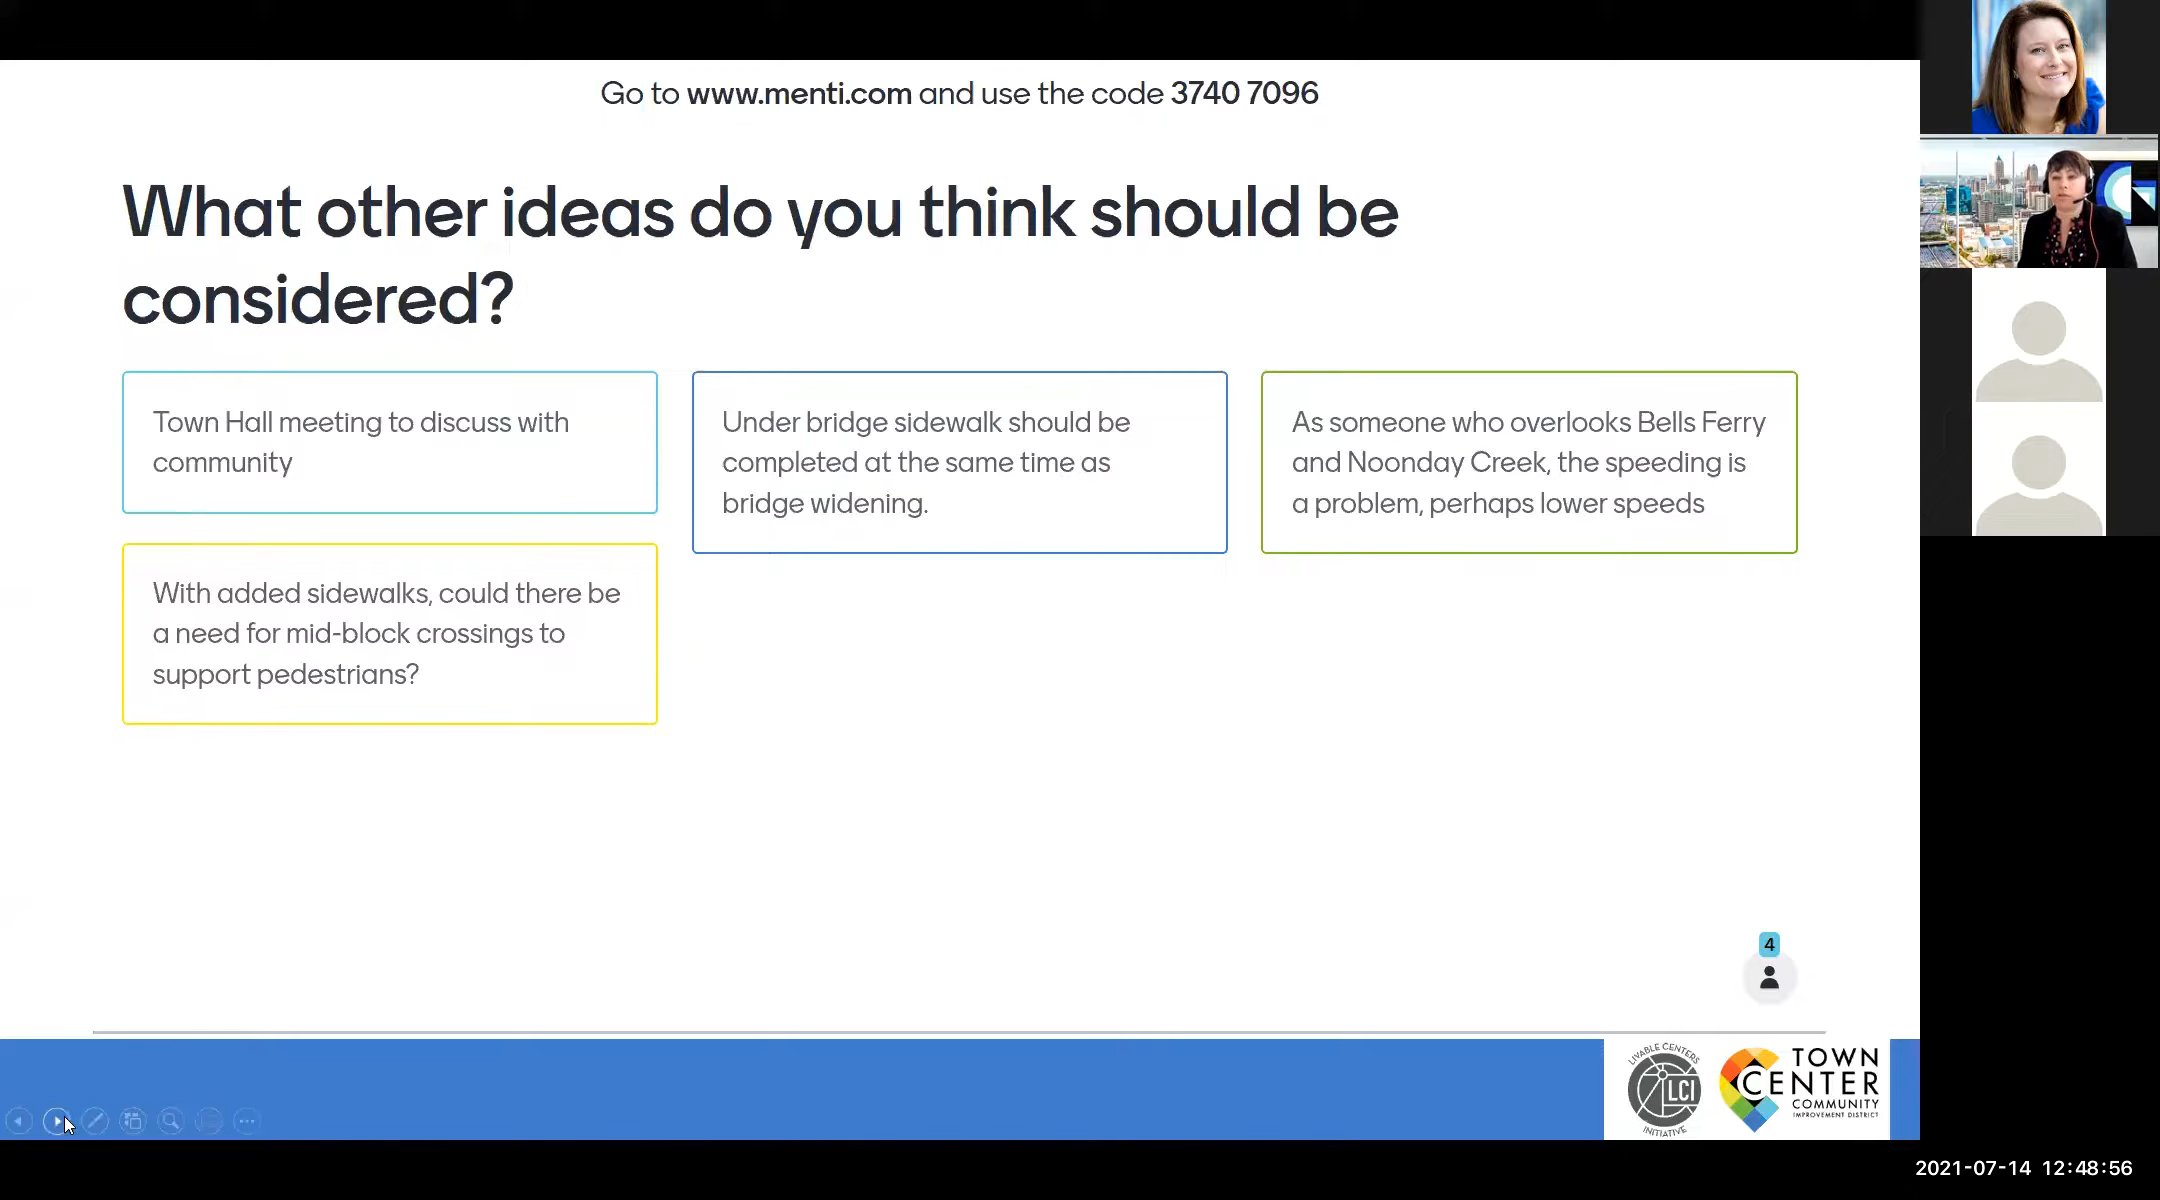 Go to www.menti.com and use the code 3740 7096
What other ideas do you think should be
considered?
Town Hall meeting to discuss with
community
Under bridge sidewalk should be
completed at the same time as
bridge widening.
As someone who overlooks Bells Ferry
and Noonday Creek, the speeding is
a problem, perhaps lower speeds
With added sidewalks, could there be
a need for mid-block crossings to
support pedestrians?
4
LIVABLE CENTERS
LCI
INITIATIVE
TOWN
CENTER
COMMUNITY
IMPROVEMENT DISTRICT
2021-07-14 12:48:56